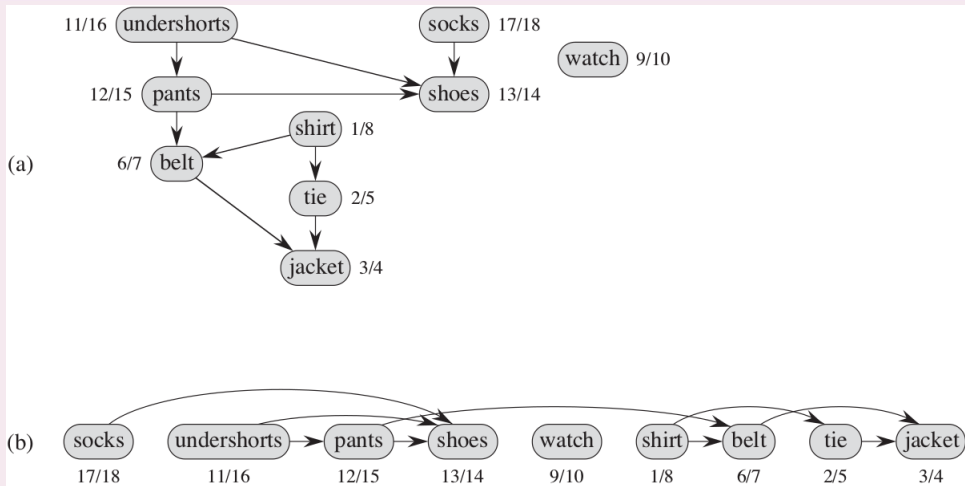 11/16 undershorts socks 17/18
watch 9/10
12/15 pants shoes 13/14
shirt 1/8
(a) 6/7 belt
tie 2/5
jacket 3/4
(b) socks undershorts pants shoes watch shirt belt tie jacket
17/18 11/16 12/15 13/14 9/10 1/8 6/7 2/5 3/4